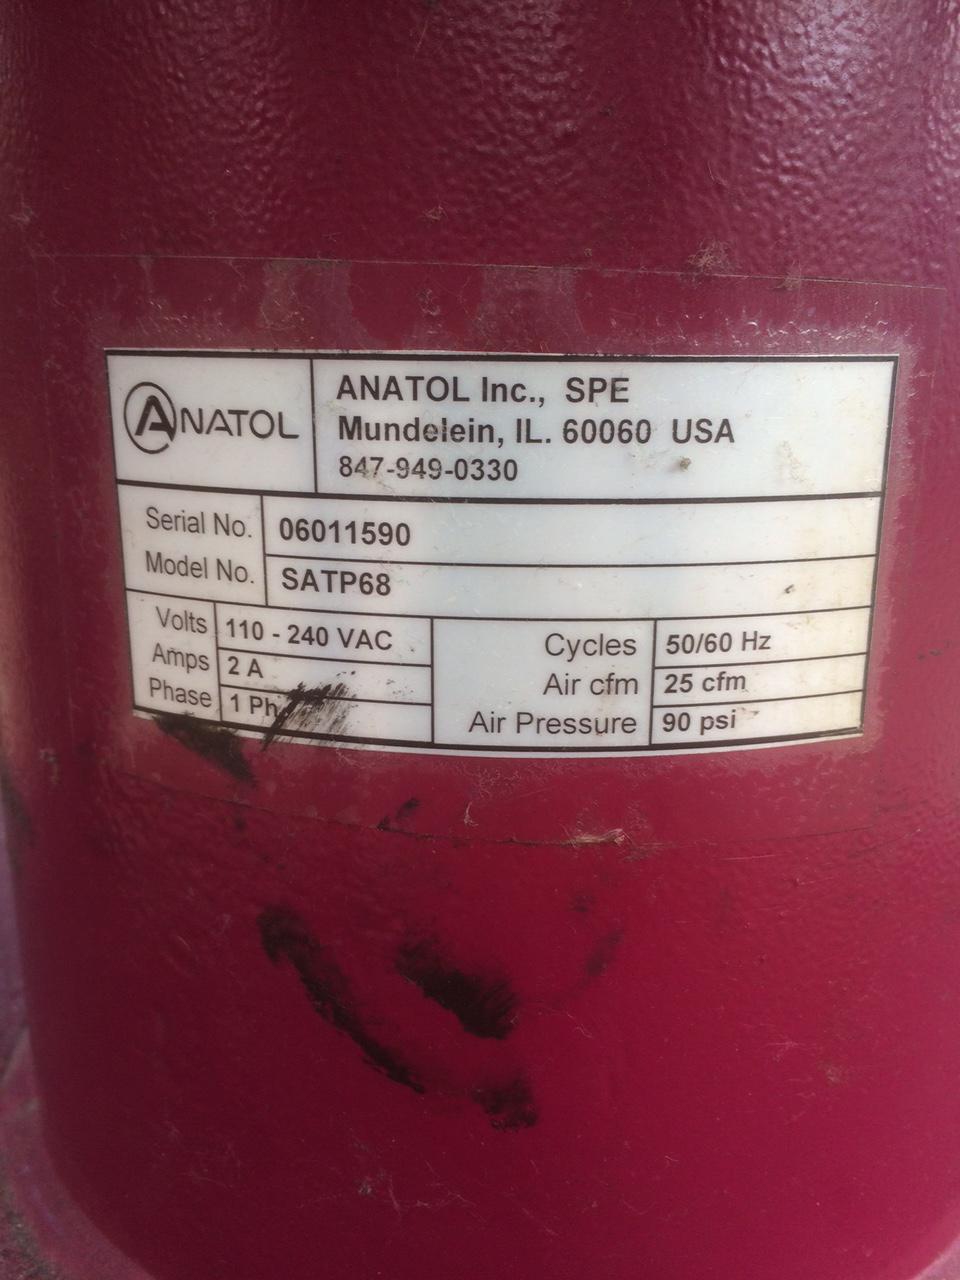 ANATOL
ANATOL Inc., SPE
Mundelein, IL. 60060 USA
847-949-0330
Serial No. 06011590
Model No. SATP68
Volts 110 - 240 VAC
Amps 2 A
Phase 1 Ph
Cycles 50/60 Hz
Air cfm 25 cfm
Air Pressure 90 psi